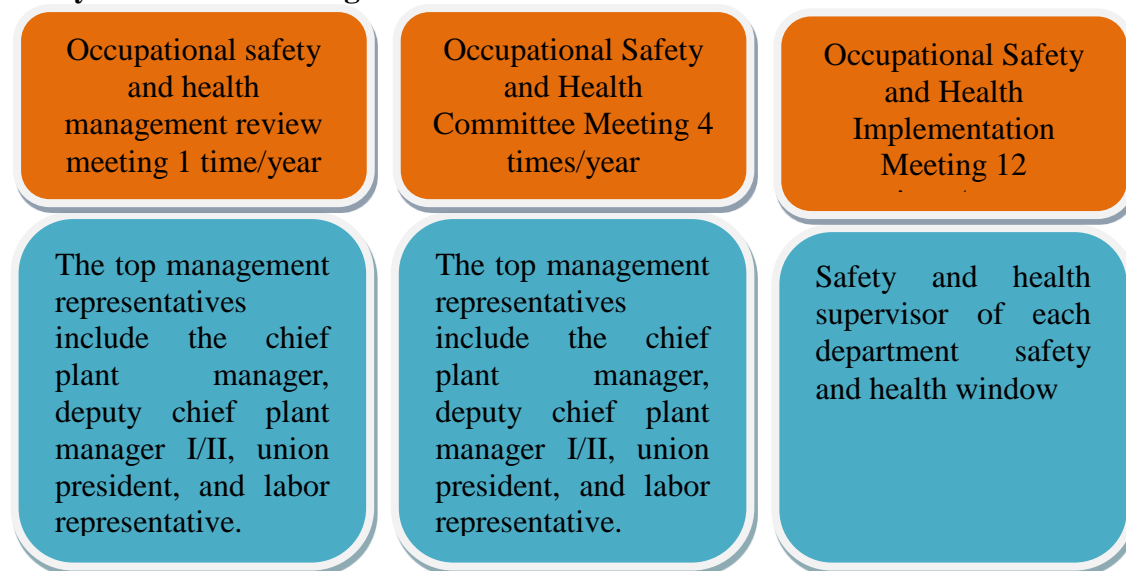 Occupational safety
and health
management review
meeting 1 time/year
Occupational Safety
and Health
Committee Meeting 4
times/year
Occupational Safety
and Health
Implementation
Meeting 12
The top management
representatives
include the chief
plant manager,
deputy chief plant
manager I/II, union
president, and labor
representative.
The top management
representatives
include the chief
plant manager,
deputy chief plant
manager I/II, union
president, and labor
representative.
Safety and health
supervisor of each
department safety
and health window